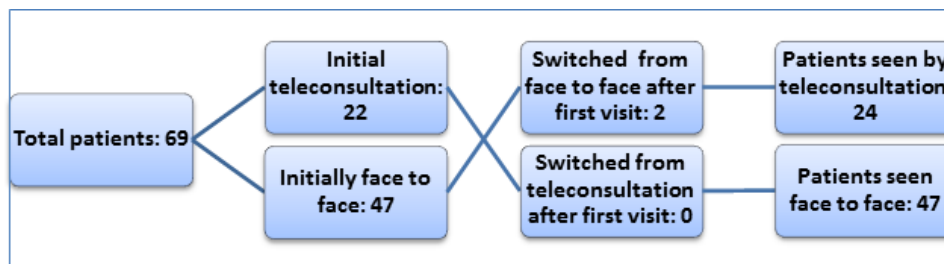 Total patients: 69
Initial
teleconsultation:
22
Initially face to
face: 47
Switched from
face to face after
first visit: 2
Switched from
teleconsultation
after first visit: 0
Patients seen by
teleconsultation:
24
Patients seen
face to face: 47